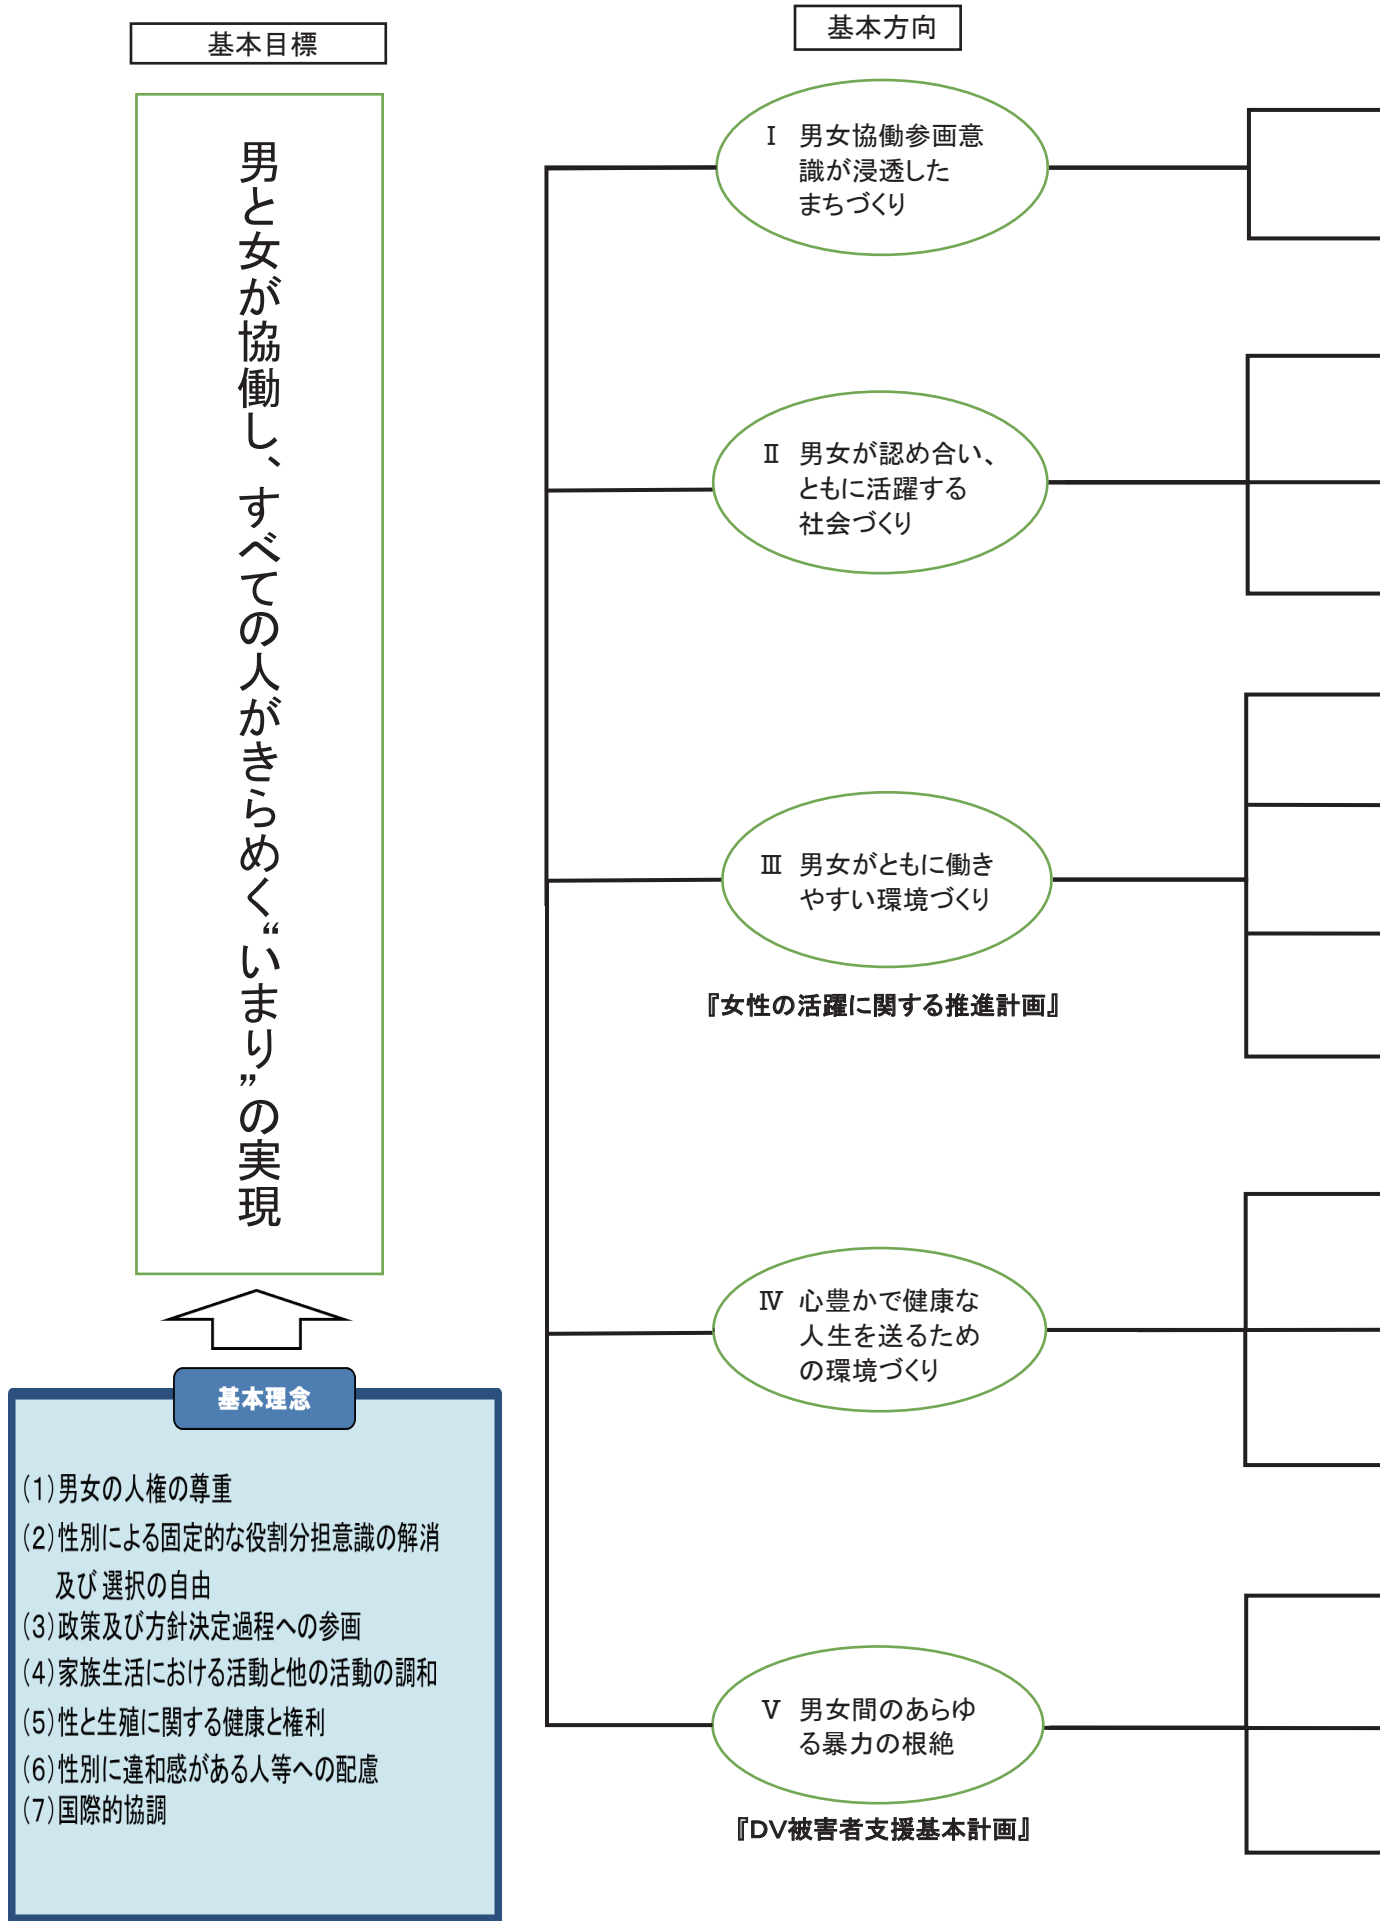 基本目標
男と女が協働し、すべての人がきらめく“いまり”の実現
基本理念
(1)男女の人権の尊重
(2)性別による固定的な役割分担意識の解消
及び 選択の自由
(3)政策及び方針決定過程への参画
(4)家族生活における活動と他の活動の調和
(5)性と生殖に関する健康と権利
(6)性別に違和感がある人等への配慮
(7)国際的協調
基本方向
Ⅰ 男女協働参画意
識が浸透した
まちづくり
Ⅱ 男女が認め合い、
ともに活躍する
社会づくり
Ⅲ 男女がともに働き
やすい環境づくり
『女性の活躍に関する推進計画』
Ⅳ 心豊かで健康な
人生を送るため
の環境づくり
Ⅴ 男女間のあらゆ
る暴力の根絶
『DV被害者支援基本計画』